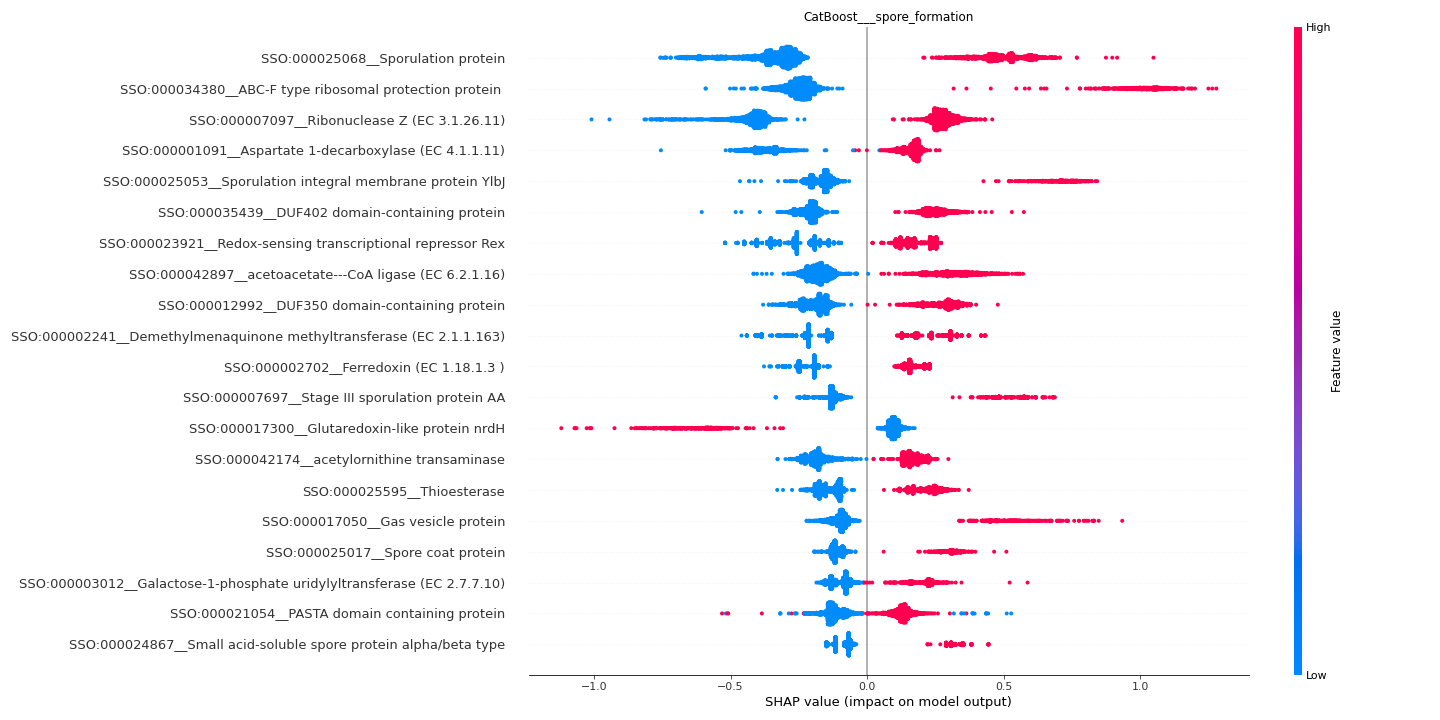 CatBoost___spore_formation
High
SSO:000025068__Sporulation protein
SSO:000034380__ABC-F type ribosomal protection protein
SSO:000007097__Ribonuclease Z (EC 3.1.26.11)
SSO:000001091__Aspartate 1-decarboxylase (EC 4.1.1.11)
SSO:000025053__Sporulation integral membrane protein YlbJ
SSO:000035439__DUF402 domain-containing protein
SSO:000023921__Redox-sensing transcriptional repressor Rex
SSO:000042897__acetoacetate---CoA ligase (EC 6.2.1.16)
SSO:000012992__DUF350 domain-containing protein
SSO:000002241__Demethylmenaquinone methyltransferase (EC 2.1.1.163)
SSO:000002702__Ferredoxin (EC 1.18.1.3 )
SSO:000007697__Stage III sporulation protein AA
SSO:000017300__Glutaredoxin-like protein nrdH
SSO:000042174__acetylornithine transaminase
SSO:000025595__Thioesterase
SSO:000017050__Gas vesicle protein
SSO:000025017__Spore coat protein
SSO:000003012__Galactose-1-phosphate uridylyltransferase (EC 2.7.7.10)
SSO:000021054__PASTA domain containing protein
SSO:000024867__Small acid-soluble spore protein alpha/beta type
Feature value
Low
−1.0 −0.5 0.0 0.5 1.0
SHAP value (impact on model output)